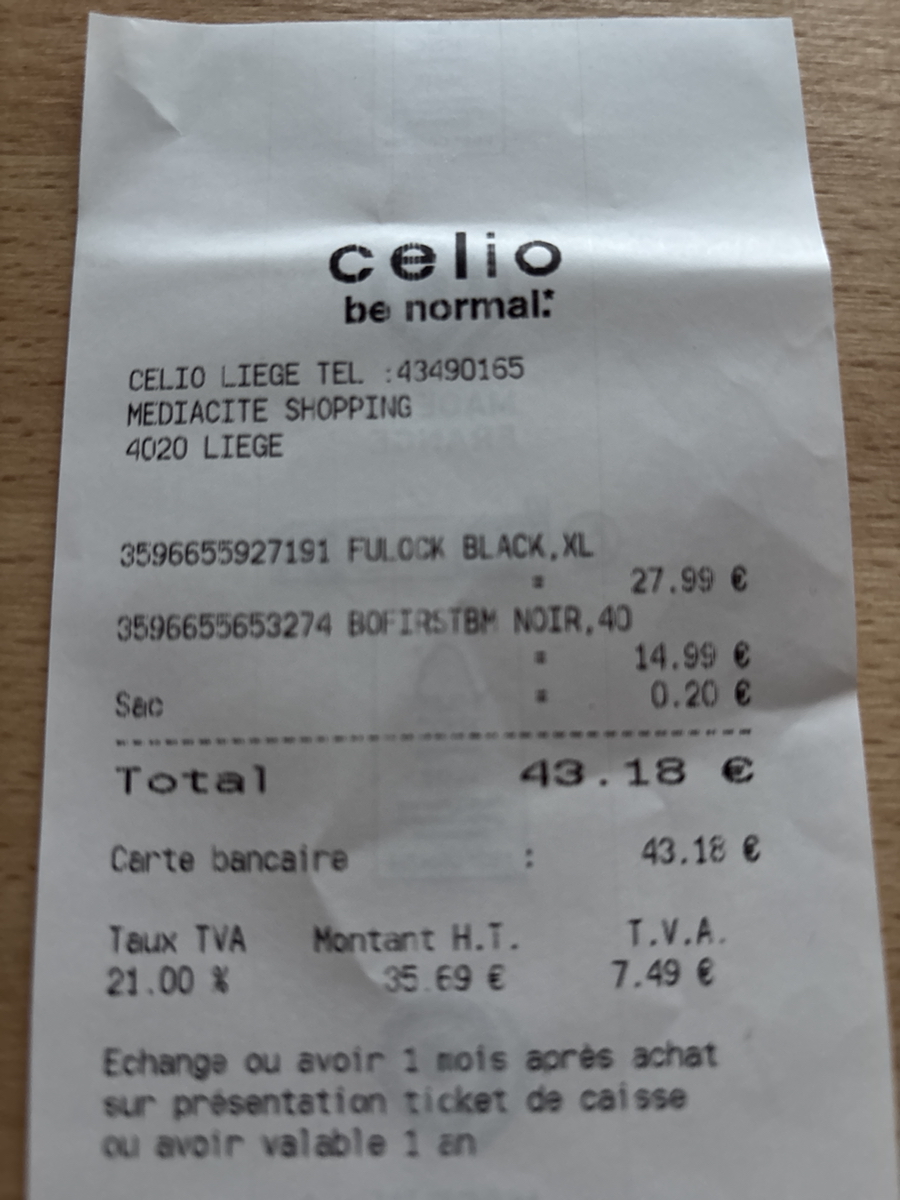 celio
be normal:*
CELIO LIEGE TEL :43490165
MEDIACITE SHOPPING
4020 LIEGE
3596655927191 FULOCK BLACK,XL
= 27.99 €
3596655653274 BOFIRSTBM NOIR,40
= 14.99 €
Sac = 0.20 €
Total 43.18 €
Carte bancaire : 43.18 €
Taux TVA Montant H.T. T.V.A.
21.00 % 35.69 € 7.49 €
Echange ou avoir 1 mois après achat
sur présentation ticket de caisse
ou avoir valable 1 an